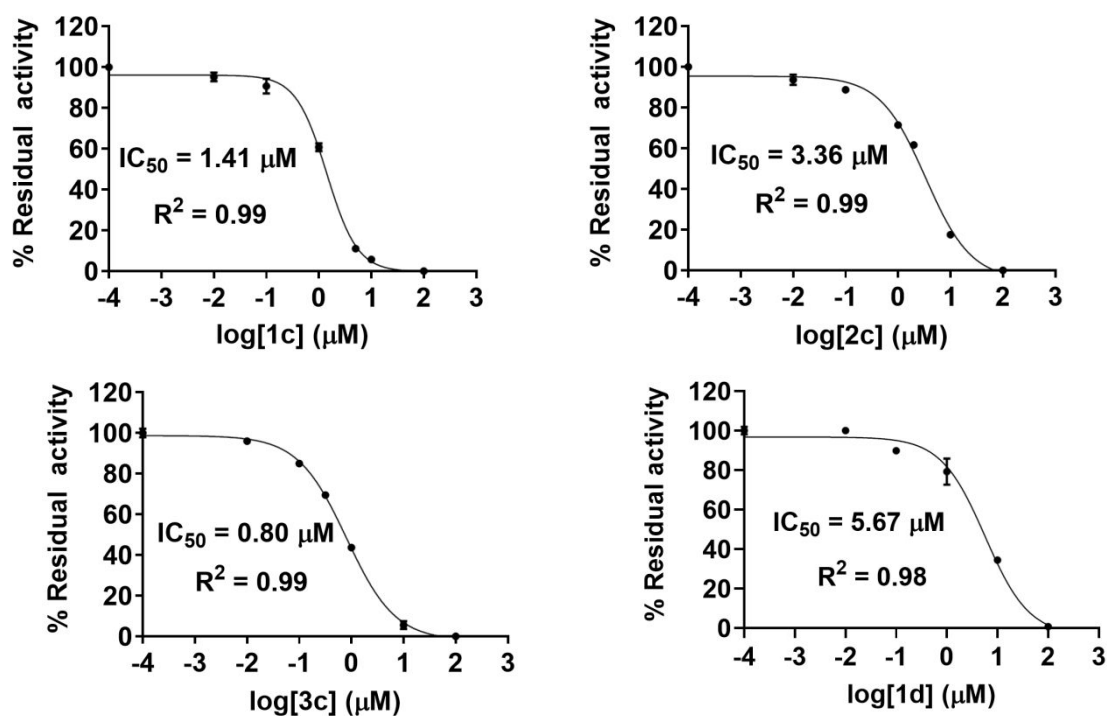 % Residual activity
120
100
80
60
40
20
0
IC50 = 1.41 μM
R2 = 0.99
-4 -3 -2 -1 0 1 2 3
log[1c] (μM)
% Residual activity
120
100
80
60
40
20
0
IC50 = 3.36 μM
R2 = 0.99
-4 -3 -2 -1 0 1 2 3
log[2c] (μM)
% Residual activity
120
100
80
60
40
20
0
IC50 = 0.80 μM
R2 = 0.99
-4 -3 -2 -1 0 1 2 3
log[3c] (μM)
% Residual activity
120
100
80
60
40
20
0
IC50 = 5.67 μM
R2 = 0.98
-4 -3 -2 -1 0 1 2 3
log[1d] (μM)